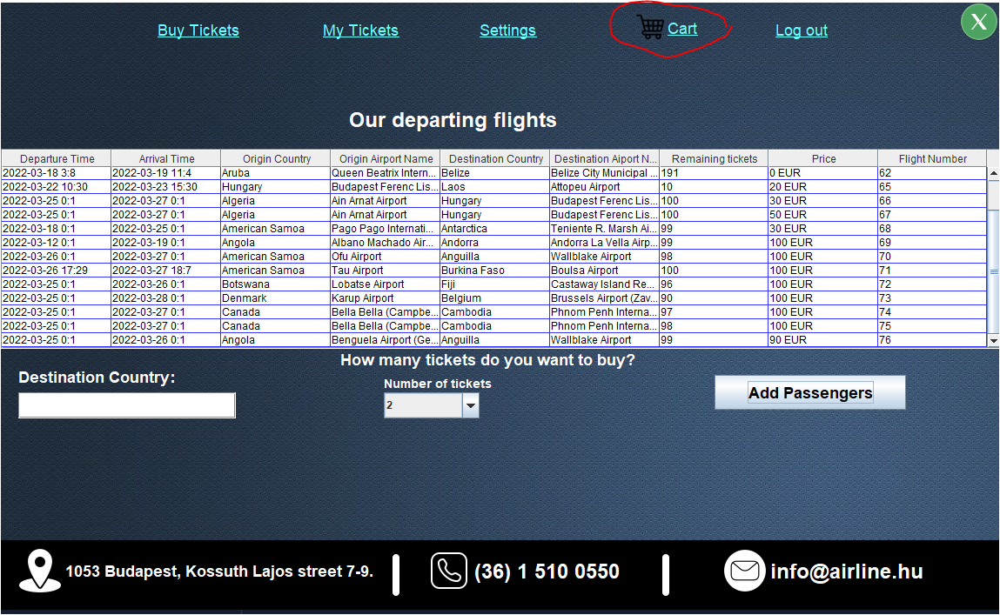 Buy Tickets My Tickets Settings Cart Log out X
Our departing flights
Departure Time Arrival Time Origin Country Origin Airport Name Destination Country Destination Aiport N... Remaining tickets Price Flight Number
2022-03-18 3:8 2022-03-19 11:4 Aruba Queen Beatrix Intern... Belize Belize City Municipal ... 191 0 EUR 62
2022-03-22 10:30 2022-03-23 15:30 Hungary Budapest Ferenc Lis... Laos Attopeu Airport 10 20 EUR 65
2022-03-25 0:1 2022-03-27 0:1 Algeria Ain Arnat Airport Hungary Budapest Ferenc Lis... 100 30 EUR 66
2022-03-25 0:1 2022-03-27 0:1 Algeria Ain Arnat Airport Hungary Budapest Ferenc Lis... 100 50 EUR 67
2022-03-18 0:1 2022-03-25 0:1 American Samoa Pago Pago Internati... Antarctica Teniente R. Marsh Ai... 99 30 EUR 68
2022-03-12 0:1 2022-03-19 0:1 Angola Albano Machado Air... Andorra Andorra La Vella Airp... 99 100 EUR 69
2022-03-26 0:1 2022-03-27 0:1 American Samoa Ofu Airport Anguilla Wallblake Airport 98 100 EUR 70
2022-03-26 17:29 2022-03-27 18:7 American Samoa Tau Airport Burkina Faso Boulsa Airport 100 100 EUR 71
2022-03-25 0:1 2022-03-26 0:1 Botswana Lobatse Airport Fiji Castaway Island Re... 96 100 EUR 72
2022-03-25 0:1 2022-03-28 0:1 Denmark Karup Airport Belgium Brussels Airport (Zav... 90 100 EUR 73
2022-03-25 0:1 2022-03-27 0:1 Canada Bella Bella (Campbe... Cambodia Phnom Penh Interna... 97 100 EUR 74
2022-03-25 0:1 2022-03-27 0:1 Canada Bella Bella (Campbe... Cambodia Phnom Penh Interna... 98 100 EUR 75
2022-03-25 0:1 2022-03-26 0:1 Angola Benguela Airport (Ge... Anguilla Wallblake Airport 99 90 EUR 76
How many tickets do you want to buy?
Destination Country:
Number of tickets
2
Add Passengers
1053 Budapest, Kossuth Lajos street 7-9. (36) 1 510 0550 info@airline.hu